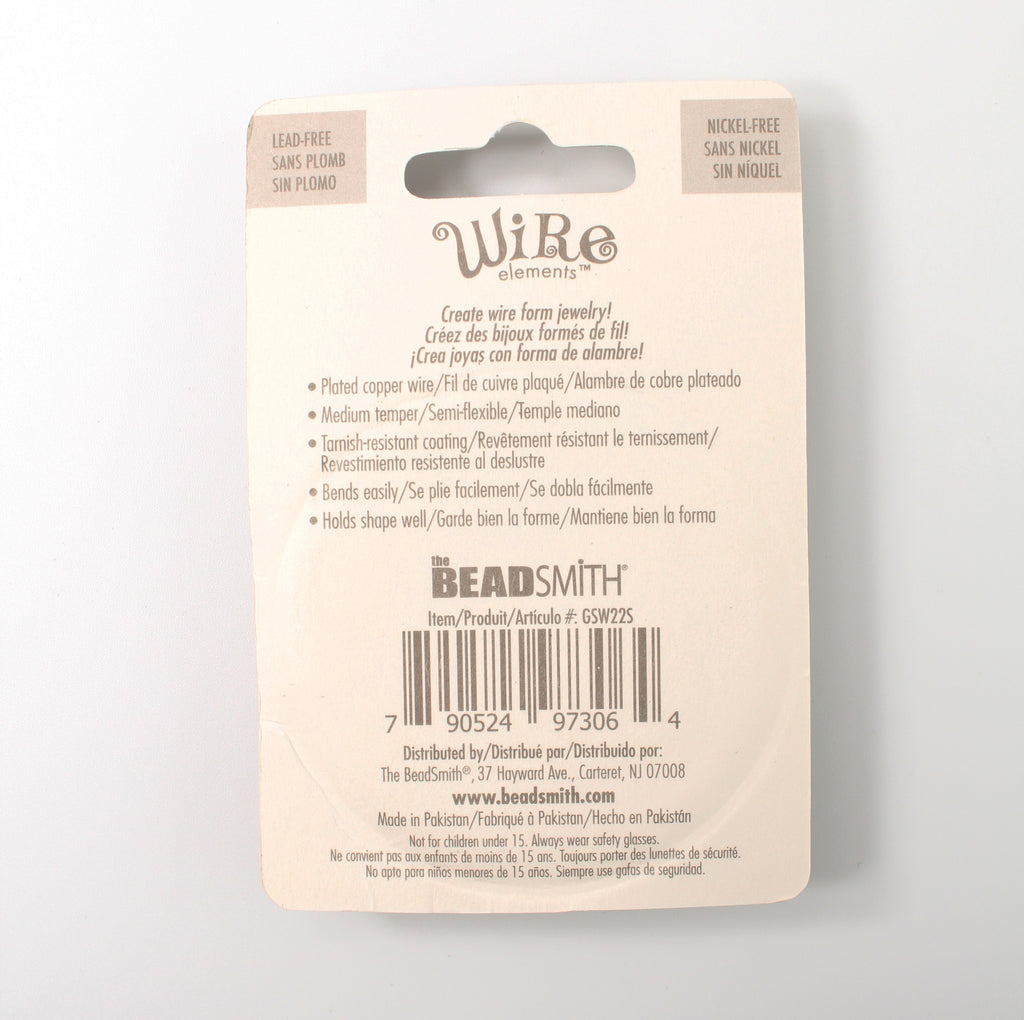 LEAD-FREE
SANS PLOMB
SIN PLOMO
NICKEL-FREE
SANS NICKEL
SIN NÍQUEL
WiRe
elements™
Create wire form jewelry!
Créez des bijoux formés de fil!
¡Crea joyas con forma de alambre!
• Plated copper wire/Fil de cuivre plaqué/Alambre de cobre plateado
• Medium temper/Semi-flexible/Temple mediano
• Tarnish-resistant coating/Revêtement résistant le ternissement/
Revestimiento resistente al deslustre
• Bends easily/Se plie facilement/Se dobla fácilmente
• Holds shape well/Garde bien la forme/Mantiene bien la forma
the
BEADSMiTH®
Item/Produit/Artículo #: GSW22S
7 90524 97306 4
Distributed by/Distribué par/Distribuido por:
The BeadSmith®, 37 Hayward Ave., Carteret, NJ 07008
www.beadsmith.com
Made in Pakistan/Fabriqué à Pakistan/Hecho en Pakistán
Not for children under 15. Always wear safety glasses.
Ne convient pas aux enfants de moins de 15 ans. Toujours porter des lunettes de sécurité.
No apto para niños menores de 15 años. Siempre use gafas de seguridad.